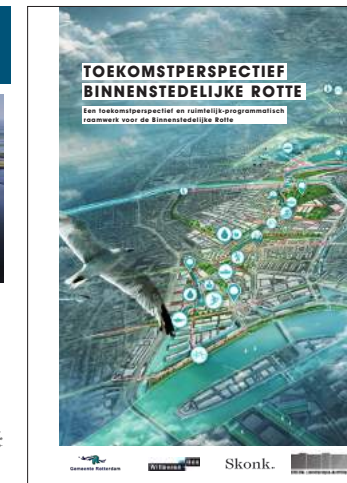 TOEKOMSTPERSPECTIEF
BINNENSTEDELIJKE ROTTE
Een toekomstperspectief en ruimtelijk-programmatisch
raamwerk voor de Binnenstedelijke Rotte
Gemeente Rotterdam
Skonk.